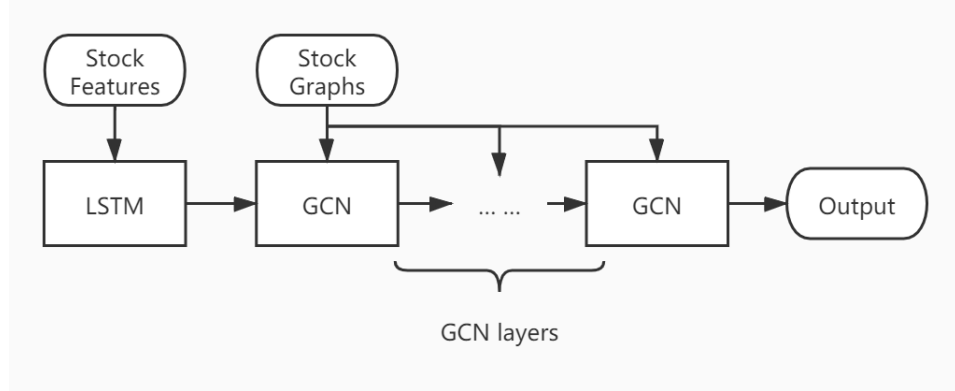 Stock
Features
Stock
Graphs
LSTM
GCN
... ...
GCN
Output
GCN layers